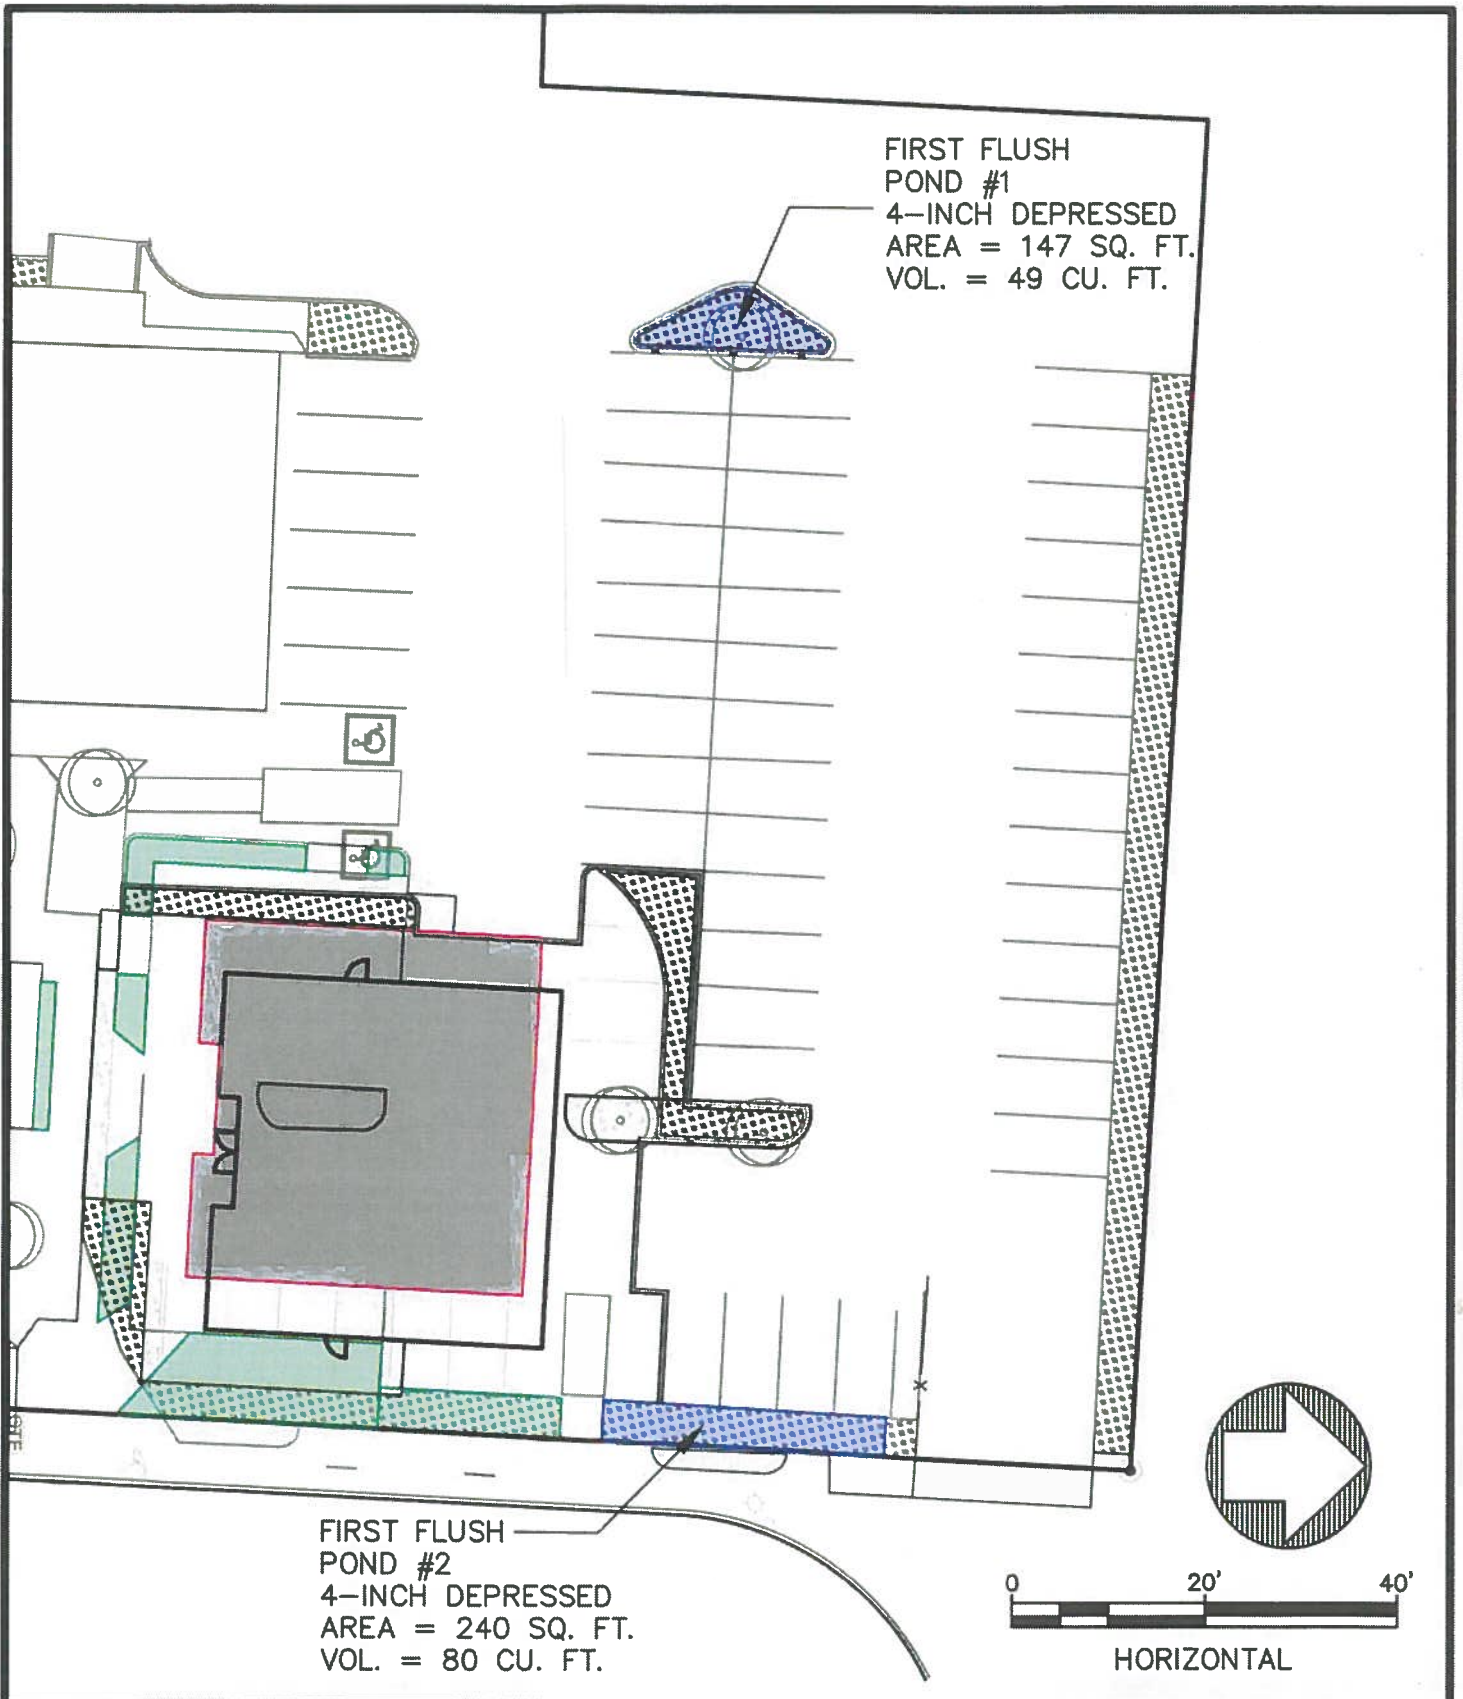 FIRST FLUSH
POND #1
4-INCH DEPRESSED
AREA = 147 SQ. FT.
VOL. = 49 CU. FT.
FIRST FLUSH
POND #2
4-INCH DEPRESSED
AREA = 240 SQ. FT.
VOL. = 80 CU. FT.
0 20' 40'
HORIZONTAL